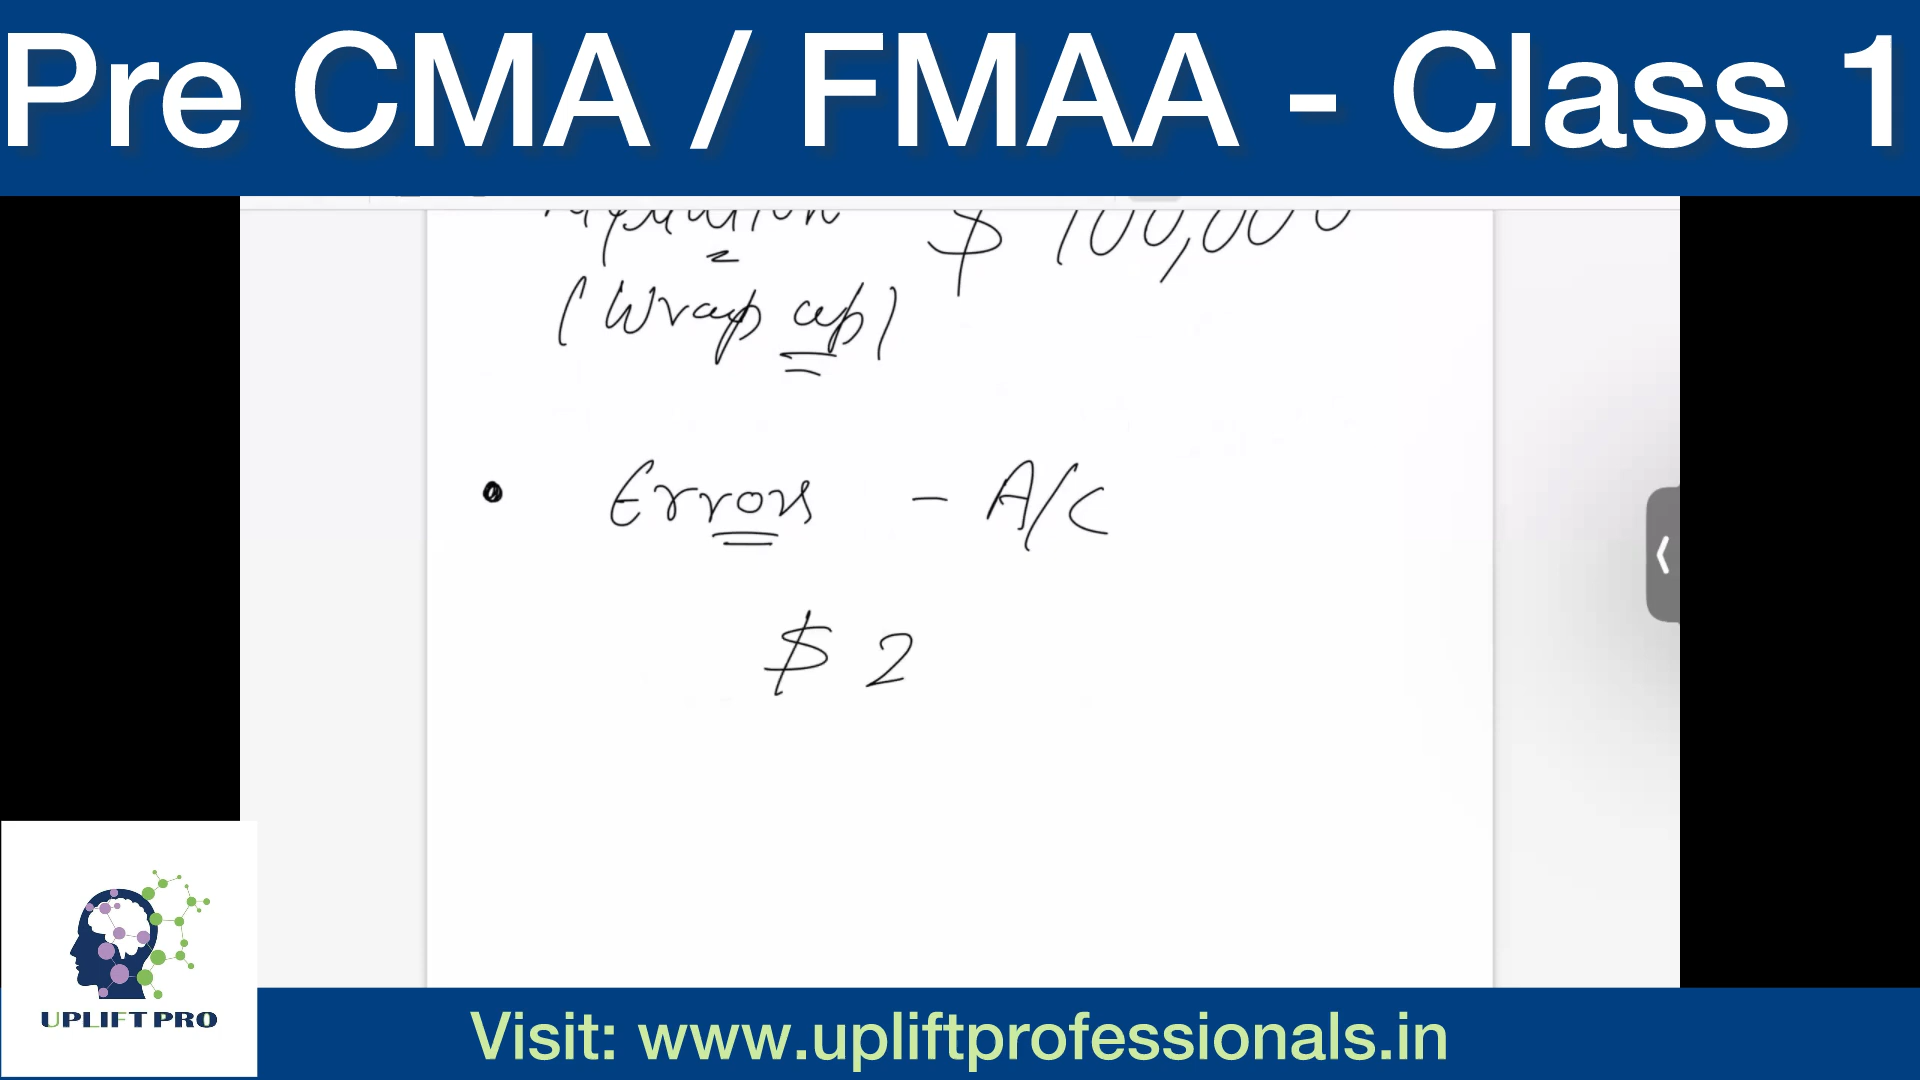 Pre CMA / FMAA - Class 1
$ 100,000
(Wrap up)
• Errors - A/C
$ 2
UPLIFT PRO
Visit: www.upliftprofessionals.in